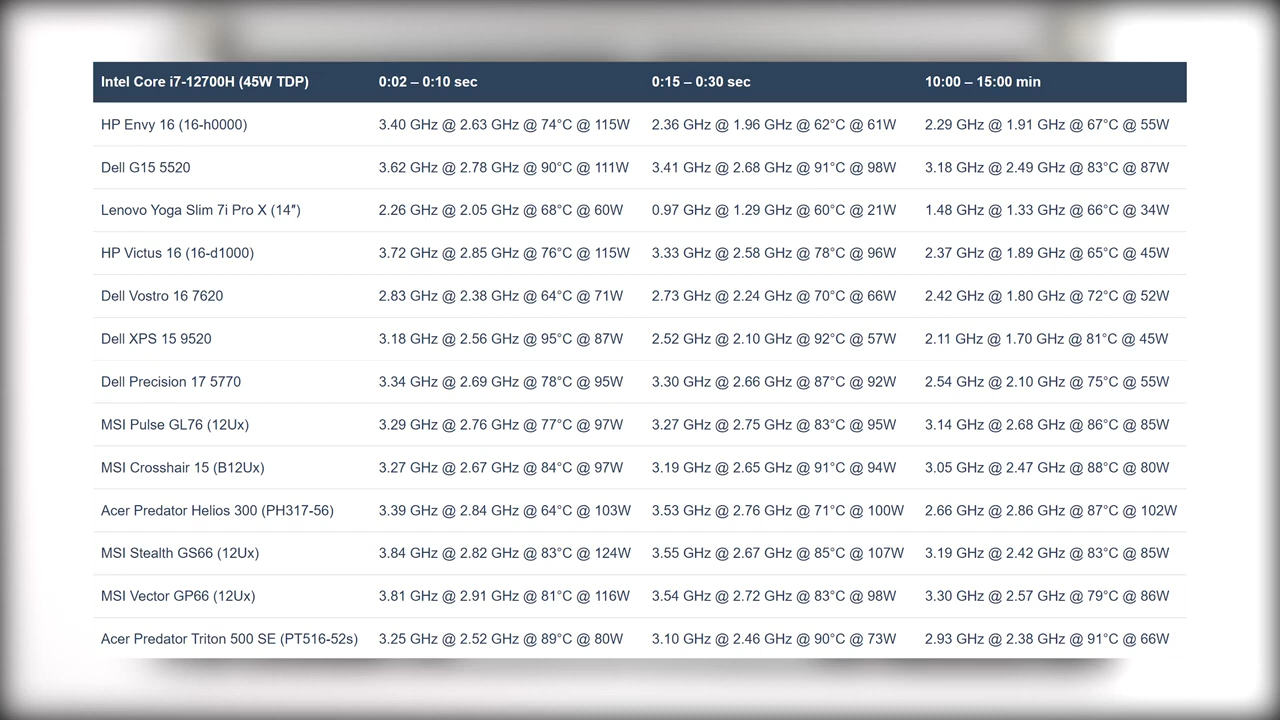 Intel Core i7-12700H (45W TDP) 0:02 – 0:10 sec 0:15 – 0:30 sec 10:00 – 15:00 min
HP Envy 16 (16-h0000) 3.40 GHz @ 2.63 GHz @ 74°C @ 115W 2.36 GHz @ 1.96 GHz @ 62°C @ 61W 2.29 GHz @ 1.91 GHz @ 67°C @ 55W
Dell G15 5520 3.62 GHz @ 2.78 GHz @ 90°C @ 111W 3.41 GHz @ 2.68 GHz @ 91°C @ 98W 3.18 GHz @ 2.49 GHz @ 83°C @ 87W
Lenovo Yoga Slim 7i Pro X (14″) 2.26 GHz @ 2.05 GHz @ 68°C @ 60W 0.97 GHz @ 1.29 GHz @ 60°C @ 21W 1.48 GHz @ 1.33 GHz @ 66°C @ 34W
HP Victus 16 (16-d1000) 3.72 GHz @ 2.85 GHz @ 76°C @ 115W 3.33 GHz @ 2.58 GHz @ 78°C @ 96W 2.37 GHz @ 1.89 GHz @ 65°C @ 45W
Dell Vostro 16 7620 2.83 GHz @ 2.38 GHz @ 64°C @ 71W 2.73 GHz @ 2.24 GHz @ 70°C @ 66W 2.42 GHz @ 1.80 GHz @ 72°C @ 52W
Dell XPS 15 9520 3.18 GHz @ 2.56 GHz @ 95°C @ 87W 2.52 GHz @ 2.10 GHz @ 92°C @ 57W 2.11 GHz @ 1.70 GHz @ 81°C @ 45W
Dell Precision 17 5770 3.34 GHz @ 2.69 GHz @ 78°C @ 95W 3.30 GHz @ 2.66 GHz @ 87°C @ 92W 2.54 GHz @ 2.10 GHz @ 75°C @ 55W
MSI Pulse GL76 (12Ux) 3.29 GHz @ 2.76 GHz @ 77°C @ 97W 3.27 GHz @ 2.75 GHz @ 83°C @ 95W 3.14 GHz @ 2.68 GHz @ 86°C @ 85W
MSI Crosshair 15 (B12Ux) 3.27 GHz @ 2.67 GHz @ 84°C @ 97W 3.19 GHz @ 2.65 GHz @ 91°C @ 94W 3.05 GHz @ 2.47 GHz @ 88°C @ 80W
Acer Predator Helios 300 (PH317-56) 3.39 GHz @ 2.84 GHz @ 64°C @ 103W 3.53 GHz @ 2.76 GHz @ 71°C @ 100W 2.66 GHz @ 2.86 GHz @ 87°C @ 102W
MSI Stealth GS66 (12Ux) 3.84 GHz @ 2.82 GHz @ 83°C @ 124W 3.55 GHz @ 2.67 GHz @ 85°C @ 107W 3.19 GHz @ 2.42 GHz @ 83°C @ 85W
MSI Vector GP66 (12Ux) 3.81 GHz @ 2.91 GHz @ 81°C @ 116W 3.54 GHz @ 2.72 GHz @ 83°C @ 98W 3.30 GHz @ 2.57 GHz @ 79°C @ 86W
Acer Predator Triton 500 SE (PT516-52s) 3.25 GHz @ 2.52 GHz @ 89°C @ 80W 3.10 GHz @ 2.46 GHz @ 90°C @ 73W 2.93 GHz @ 2.38 GHz @ 91°C @ 66W